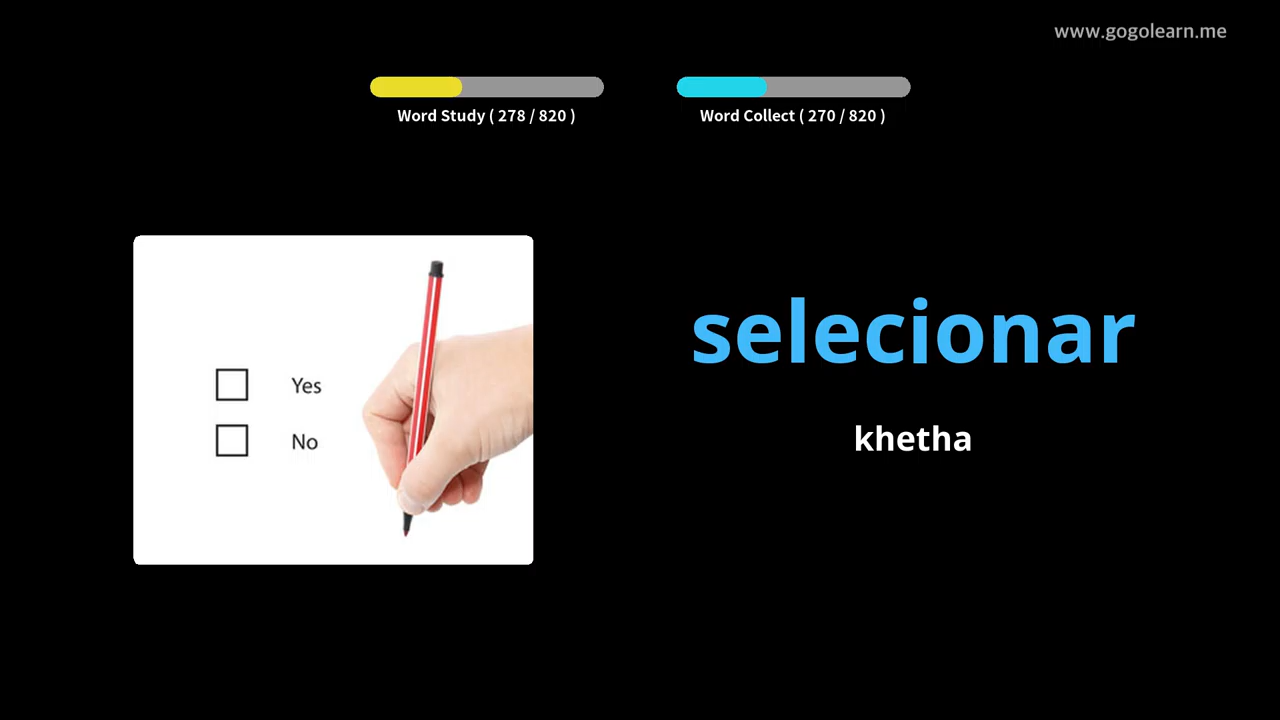 www.gogolearn.me
Word Study ( 278 / 820 )
Word Collect ( 270 / 820 )
Yes
No
selecionar
khetha